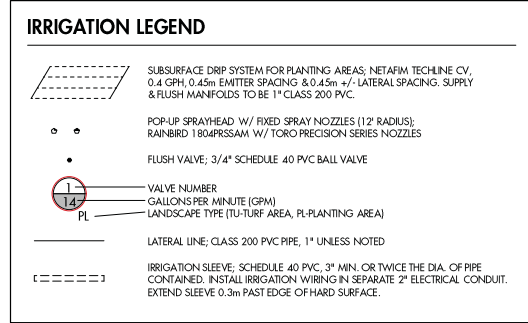 IRRIGATION LEGEND
SUBSURFACE DRIP SYSTEM FOR PLANTING AREAS; NETAFIM TECHLINE CV,
0.4 GPH, 0.45m EMITTER SPACING & 0.45m +/- LATERAL SPACING. SUPPLY
& FLUSH MANIFOLDS TO BE 1" CLASS 200 PVC.
POP-UP SPRAYHEAD W/ FIXED SPRAY NOZZLES (12' RADIUS);
RAINBIRD 1804PRSSAM W/ TORO PRECISION SERIES NOZZLES
FLUSH VALVE; 3/4" SCHEDULE 40 PVC BALL VALVE
1
VALVE NUMBER
14
GALLONS PER MINUTE (GPM)
PL
LANDSCAPE TYPE (TU-TURF AREA, PL-PLANTING AREA)
LATERAL LINE; CLASS 200 PVC PIPE, 1" UNLESS NOTED
IRRIGATION SLEEVE; SCHEDULE 40 PVC, 3" MIN. OR TWICE THE DIA. OF PIPE
CONTAINED. INSTALL IRRIGATION WIRING IN SEPARATE 2" ELECTRICAL CONDUIT.
EXTEND SLEEVE 0.3m PAST EDGE OF HARD SURFACE.